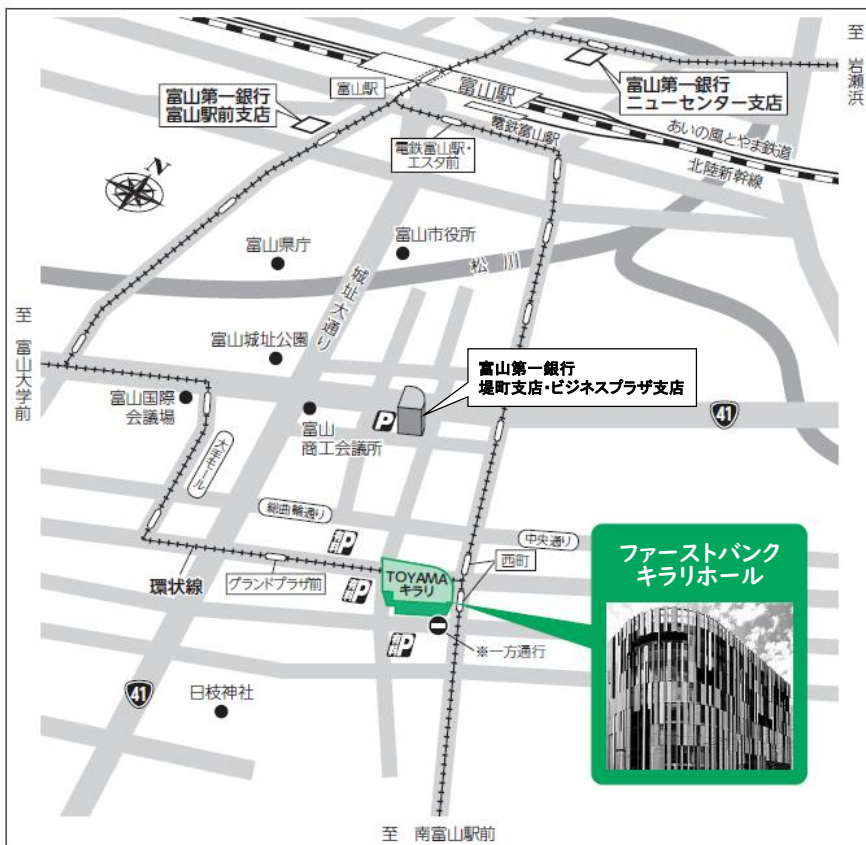 至 岩瀬浜
富山第一銀行
富山駅前支店
富山駅
富山駅
富山第一銀行
ニューセンター支店
N
電鉄富山駅・
エスタ前
電鉄富山駅
あいの風とやま鉄道
北陸新幹線
富山県庁
富山市役所
松川
城址大通り
至 富山大学前
富山城址公園
富山第一銀行
堤町支店・ビジネスプラザ支店
富山国際
会議場
P
富山
商工会議所
41
大手モール
総曲輪通り
有料 P
中央通り
ファーストバンク
キラリホール
環状線
グランドプラザ前
有料 P
TOYAMA
キラリ
西町
有料 P
※一方通行
41
日枝神社
至 南富山駅前